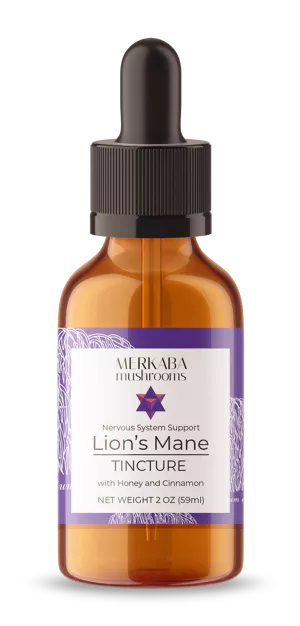 MERKABA
mushrooms
Nervous System Support
Lion's Mane
TINCTURE
with Honey and Cinnamon
NET WEIGHT 2 OZ (59ml)